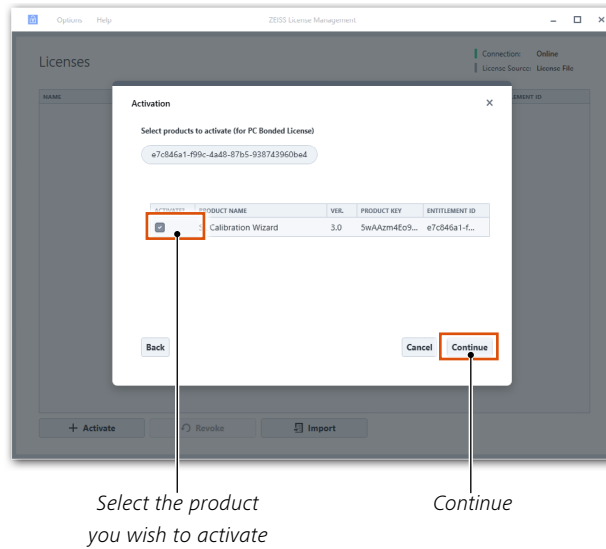 Options Help ZEISS License Management
Licenses
Connection: Online
License Source: License File
NAME
EMENT ID
Activation
Select products to activate (for PC Bonded License)
e7c846a1-f99c-4a48-87b5-938743960be4
ACTIVATE? PRODUCT NAME VER. PRODUCT KEY ENTITLEMENT ID
Calibration Wizard 3.0 5wAAzm4Eo9... e7c846a1-f...
Back Cancel Continue
+ Activate Revoke Import
Select the product
you wish to activate
Continue